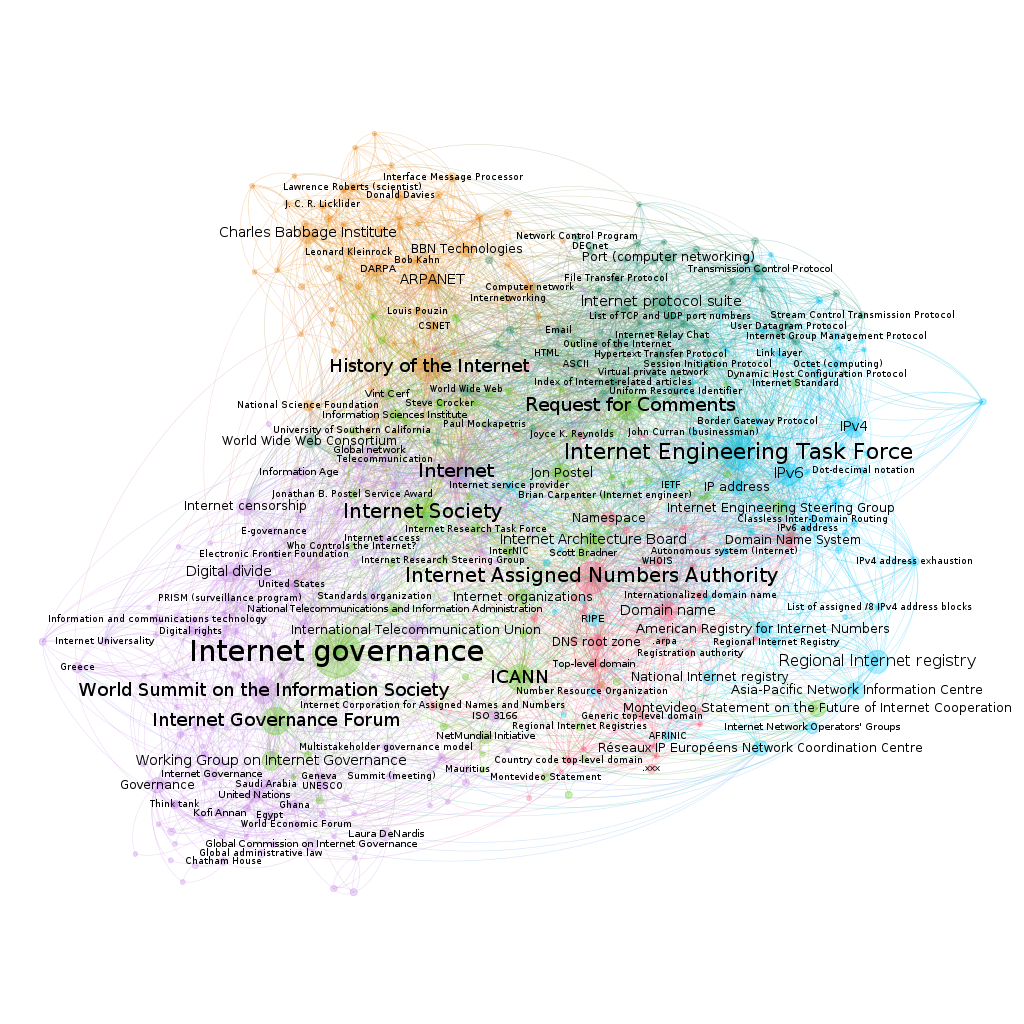 Interface Message Processor
Lawrence Roberts (scientist)
Donald Davies
J. C. R. Licklider
Charles Babbage Institute
Network Control Program
DECnet
BBN Technologies
Leonard Kleinrock
Port (computer networking)
Bob Kahn
DARPA
Transmission Control Protocol
ARPANET
File Transfer Protocol
Computer network
Internetworking
Internet protocol suite
Louis Pouzin
List of TCP and UDP port numbers
Stream Control Transmission Protocol
CSNET
User Datagram Protocol
Email
Internet Relay Chat
Internet Group Management Protocol
Outline of the Internet
HTML
Hypertext Transfer Protocol
Link layer
History of the Internet
ASCII
Session Initiation Protocol
Octet (computing)
Virtual private network
Dynamic Host Configuration Protocol
Index of Internet-related articles
Internet Standard
World Wide Web
Uniform Resource Identifier
Vint Cerf
Steve Crocker
National Science Foundation
Request for Comments
Information Sciences Institute
Paul Mockapetris
Border Gateway Protocol
IPv4
University of Southern California
Joyce K. Reynolds
John Curran (businessman)
World Wide Web Consortium
Global network
Internet Engineering Task Force
Telecommunication
Information Age
Internet
Jon Postel
IPv6
Dot-decimal notation
Internet service provider
IETF
IP address
Jonathan B. Postel Service Award
Brian Carpenter (Internet engineer)
Internet censorship
Internet Society
Internet Engineering Steering Group
Namespace
Classless Inter-Domain Routing
E-governance
Internet Research Task Force
IPv6 address
Internet access
Internet Architecture Board
Domain Name System
Who Controls the Internet?
Electronic Frontier Foundation
InterNIC
Scott Bradner
Autonomous system (Internet)
Internet Research Steering Group
WHOIS
IPv4 address exhaustion
Digital divide
Internet Assigned Numbers Authority
United States
PRISM (surveillance program)
Standards organization
Internet organizations
Internationalized domain name
National Telecommunications and Information Administration
Domain name
List of assigned /8 IPv4 address blocks
Information and communications technology
RIPE
Digital rights
International Telecommunication Union
American Registry for Internet Numbers
Internet Universality
DNS root zone
.arpa
Regional Internet Registry
Internet governance
Registration authority
Greece
Top-level domain
Regional Internet registry
ICANN
National Internet registry
World Summit on the Information Society
Number Resource Organization
Asia-Pacific Network Information Centre
Internet Corporation for Assigned Names and Numbers
Montevideo Statement on the Future of Internet Cooperation
Internet Governance Forum
ISO 3166
Generic top-level domain
Regional Internet Registries
Internet Network Operators' Groups
NetMundial Initiative
AFRINIC
Multistakeholder governance model
Réseaux IP Européens Network Coordination Centre
Working Group on Internet Governance
Country code top-level domain
Mauritius
.xxx
Internet Governance
Geneva
Summit (meeting)
Montevideo Statement
Governance
Saudi Arabia
UNESCO
United Nations
Think tank
Ghana
Kofi Annan
Egypt
World Economic Forum
Laura DeNardis
Global Commission on Internet Governance
Global administrative law
Chatham House